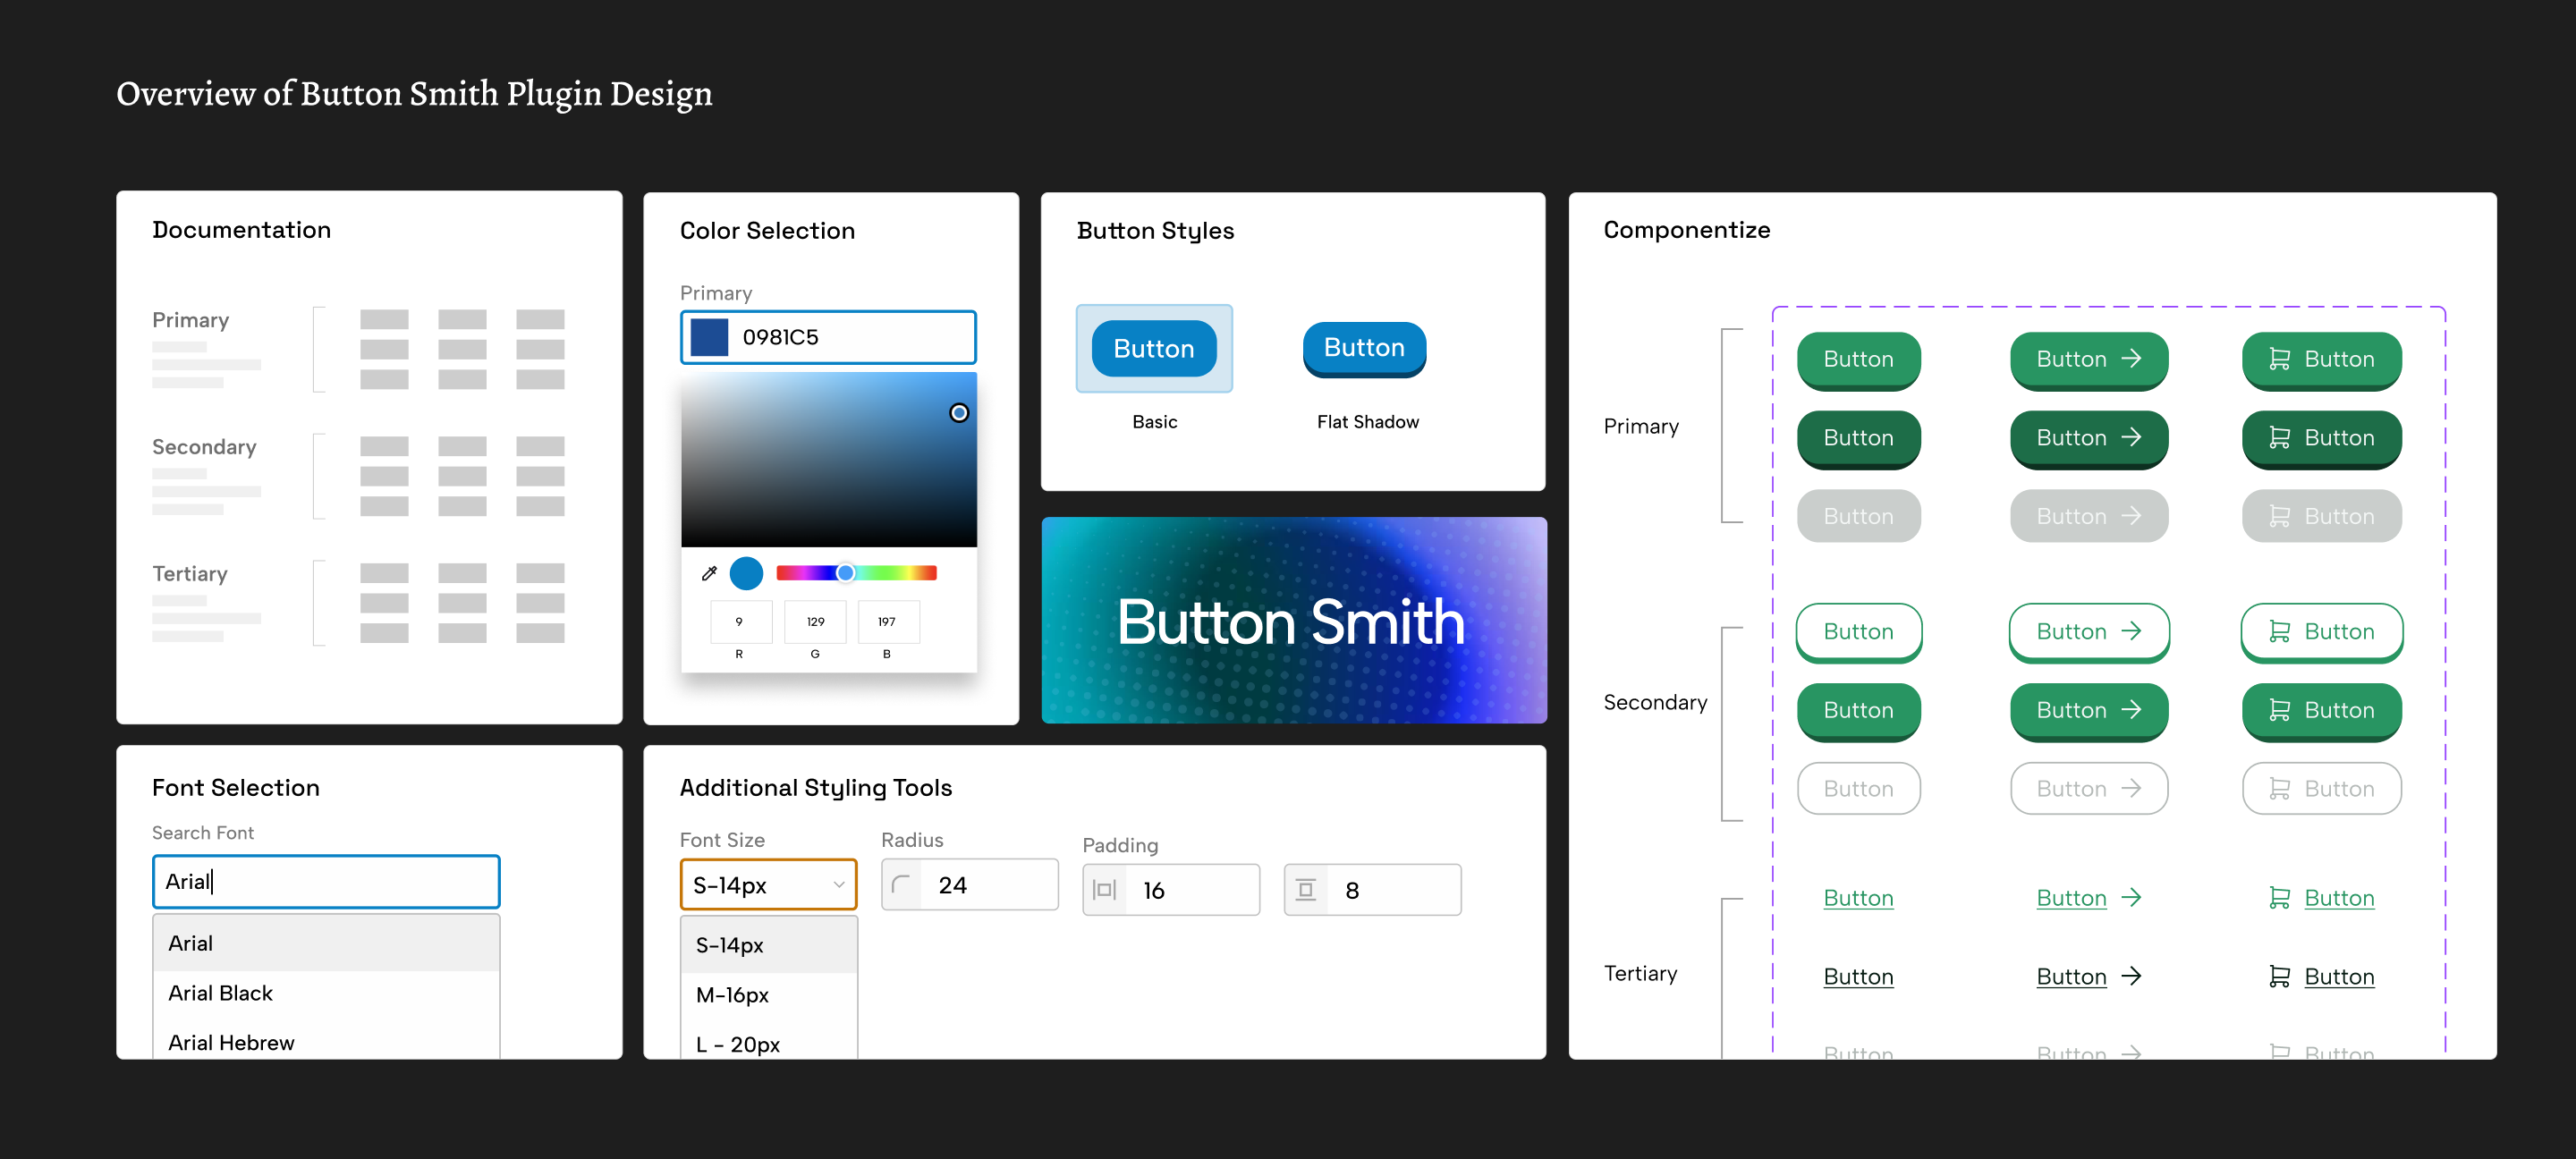 Overview of Button Smith Plugin Design
Documentation
Primary
Secondary
Tertiary
Color Selection
Primary
0981C5
9 129 197
R G B
Button Styles
Button Button
Basic Flat Shadow
Button Smith
Componentize
Primary
Button Button Button
Button Button Button
Button Button Button
Secondary
Button Button Button
Button Button Button
Button Button Button
Tertiary
Button Button Button
Button Button Button
Button Button Button
Font Selection
Search Font
Arial
Arial
Arial Black
Arial Hebrew
Additional Styling Tools
Font Size Radius Padding
S-14px 24 16 8
S-14px
M-16px
L - 20px